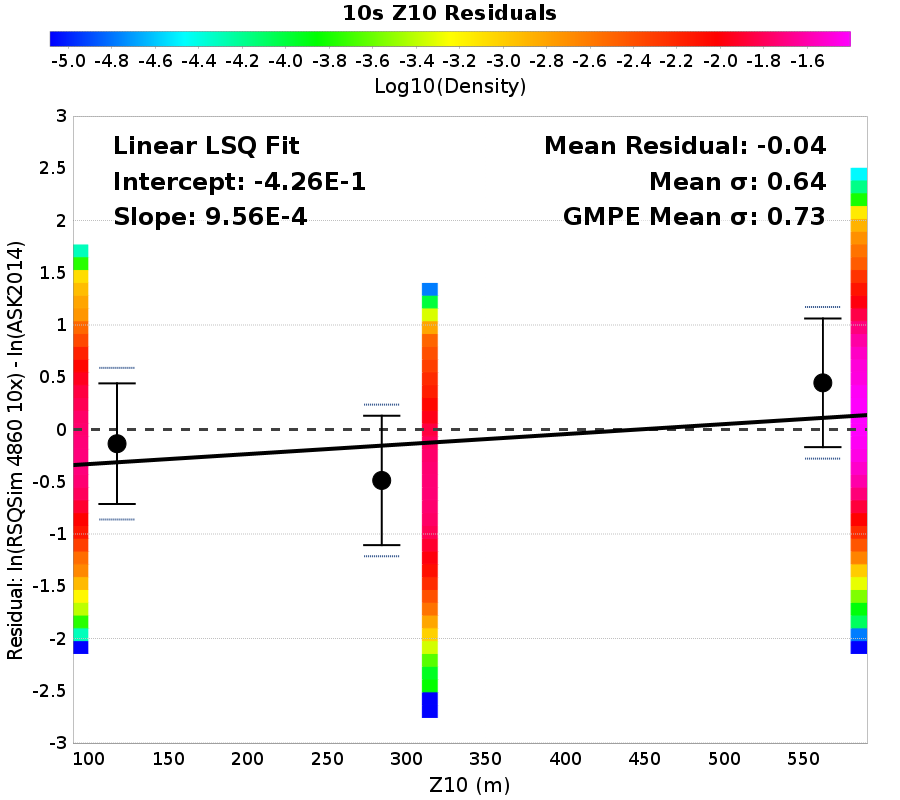 10s Z10 Residuals
-5.0 -4.8 -4.6 -4.4 -4.2 -4.0 -3.8 -3.6 -3.4 -3.2 -3.0 -2.8 -2.6 -2.4 -2.2 -2.0 -1.8 -1.6
Log10(Density)
Linear LSQ Fit
Intercept: -4.26E-1
Slope: 9.56E-4
Mean Residual: -0.04
Mean σ: 0.64
GMPE Mean σ: 0.73
Residual: ln(RSQSim 4860 10x) - ln(ASK2014)
3
2.5
2
1.5
1
0.5
0
-0.5
-1
-1.5
-2
-2.5
-3
100 150 200 250 300 350 400 450 500 550
Z10 (m)